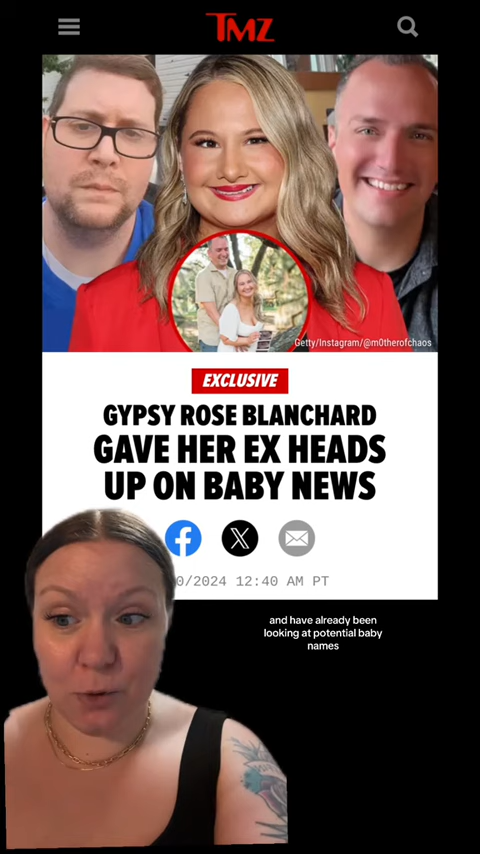 TMZ
Getty/Instagram/@m0therofchaos
EXCLUSIVE
GYPSY ROSE BLANCHARD
GAVE HER EX HEADS
UP ON BABY NEWS
0/2024 12:40 AM PT
and have already been
looking at potential baby
names